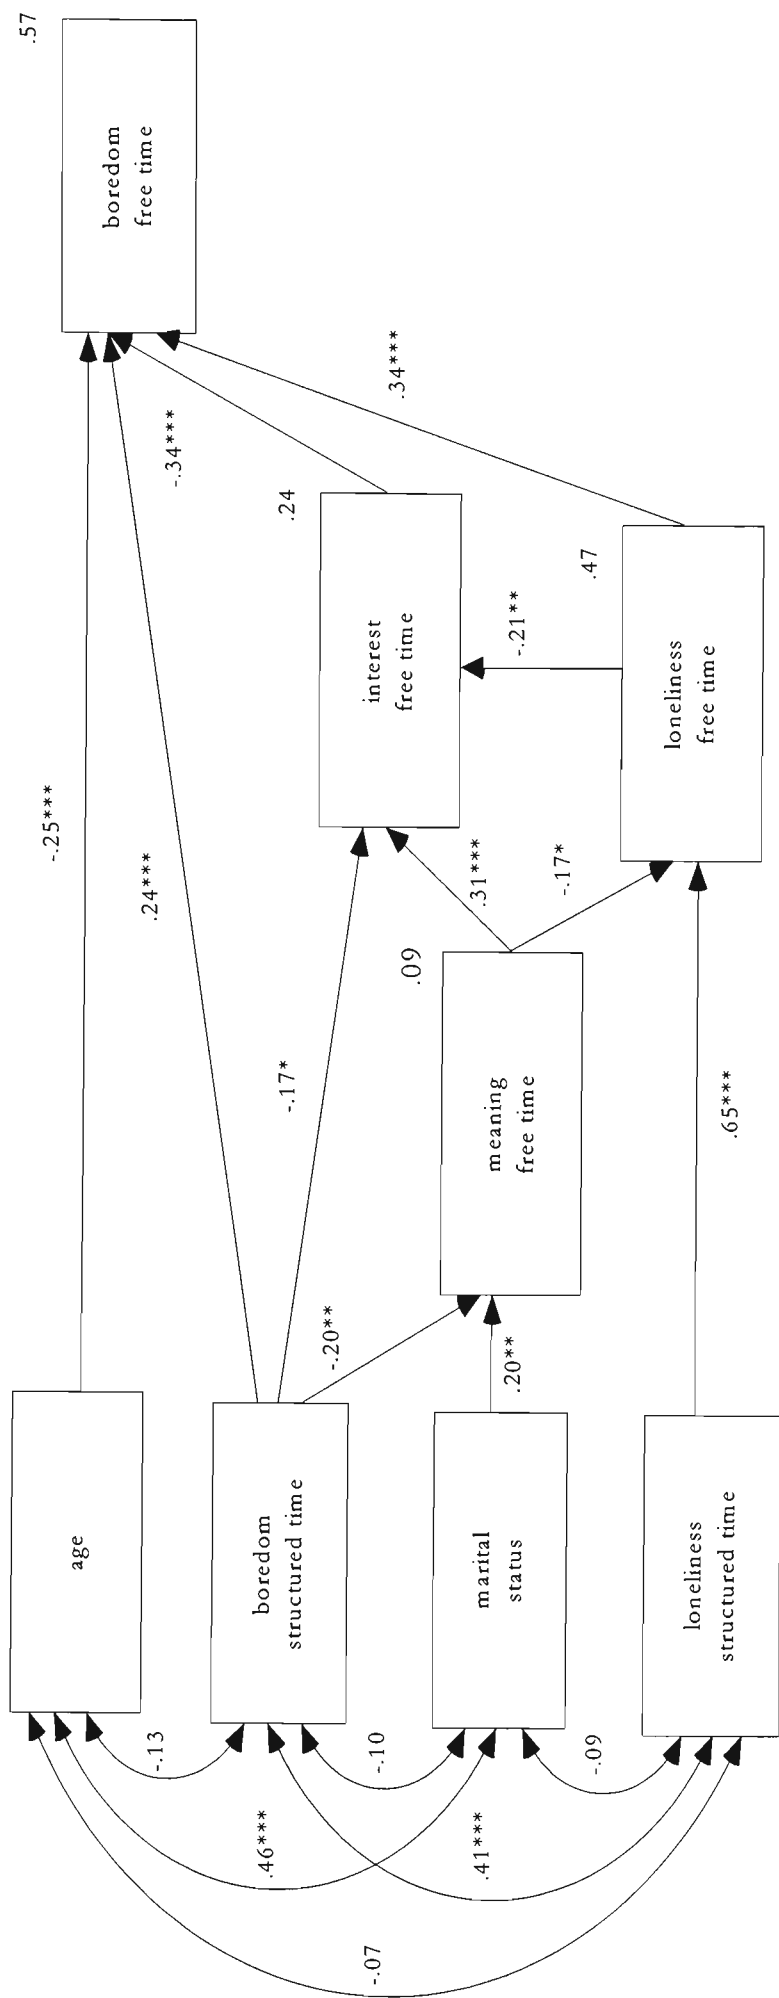 .57
boredom
free time
-.34***
.34***
.24
interest
free time
-.21**
.47
loneliness
free time
-.25***
.24***
-.17*
.31***
-.17*
.09
meaning
free time
.65***
-.20**
.20**
age
boredom
structured time
marital
status
loneliness
structured time
-.13
-.10
-.09
.46***
.41***
-.07